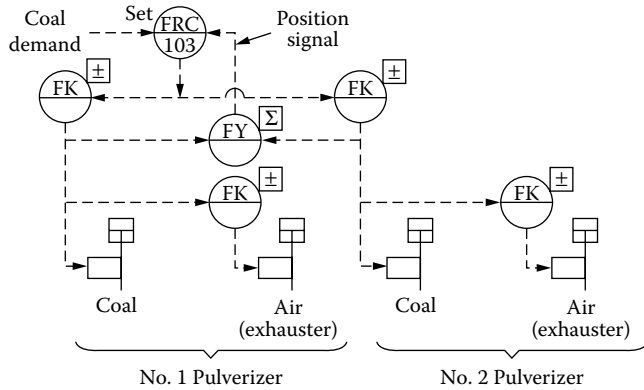 Coal
demand
Set
FRC
103
Position
signal
FK
±
FK
±
FY
Σ
FK
±
FK
±
Coal
Air
(exhauster)
Coal
Air
(exhauster)
No. 1 Pulverizer
No. 2 Pulverizer